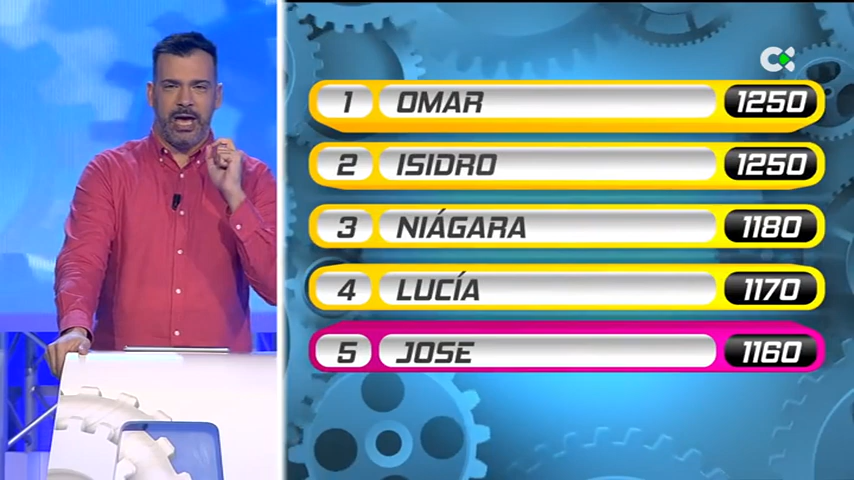 1 OMAR 1250
2 ISIDRO 1250
3 NIÁGARA 1180
4 LUCÍA 1170
5 JOSE 1160